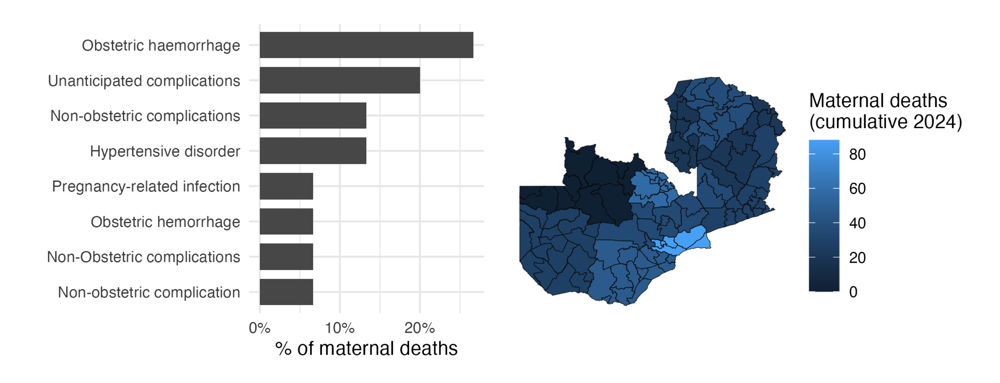 Obstetric haemorrhage
Unanticipated complications
Non-obstetric complications
Hypertensive disorder
Pregnancy-related infection
Obstetric hemorrhage
Non-Obstetric complications
Non-obstetric complication
0% 10% 20%
% of maternal deaths
Maternal deaths
(cumulative 2024)
80
60
40
20
0